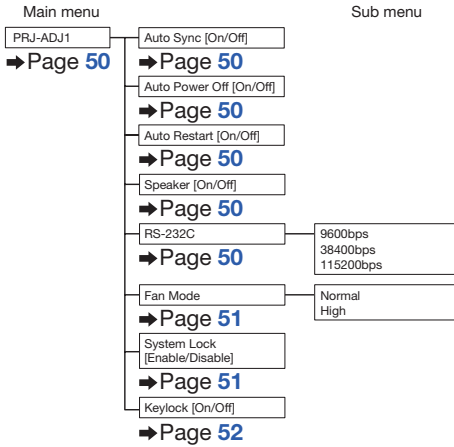 Main menu
Sub menu
PRJ-ADJ1
➡Page 50
Auto Sync [On/Off]
➡Page 50
Auto Power Off [On/Off]
➡Page 50
Auto Restart [On/Off]
➡Page 50
Speaker [On/Off]
➡Page 50
RS-232C
➡Page 50
9600bps
38400bps
115200bps
Fan Mode
➡Page 51
Normal
High
System Lock
[Enable/Disable]
➡Page 51
Keylock [On/Off]
➡Page 52